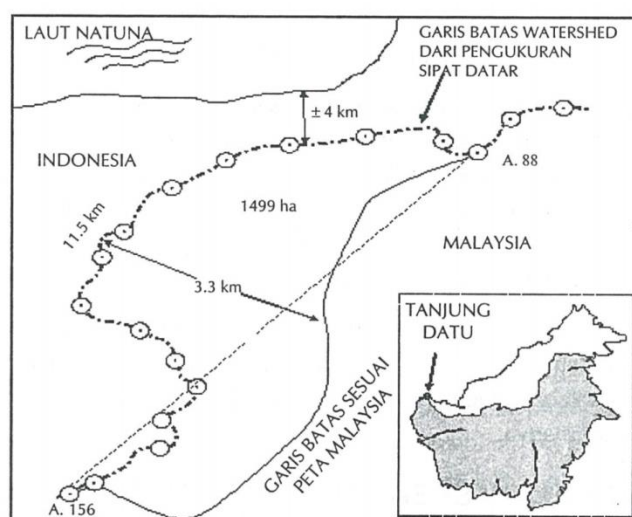 LAUT NATUNA
GARIS BATAS WATERSHED
DARI PENGUKURAN
SIPAT DATAR
± 4 km
INDONESIA
A. 88
1499 ha
11.5 km
MALAYSIA
3.3 km
TANJUNG
DATU
GARIS BATAS SESUAI
PETA MALAYSIA
A. 156